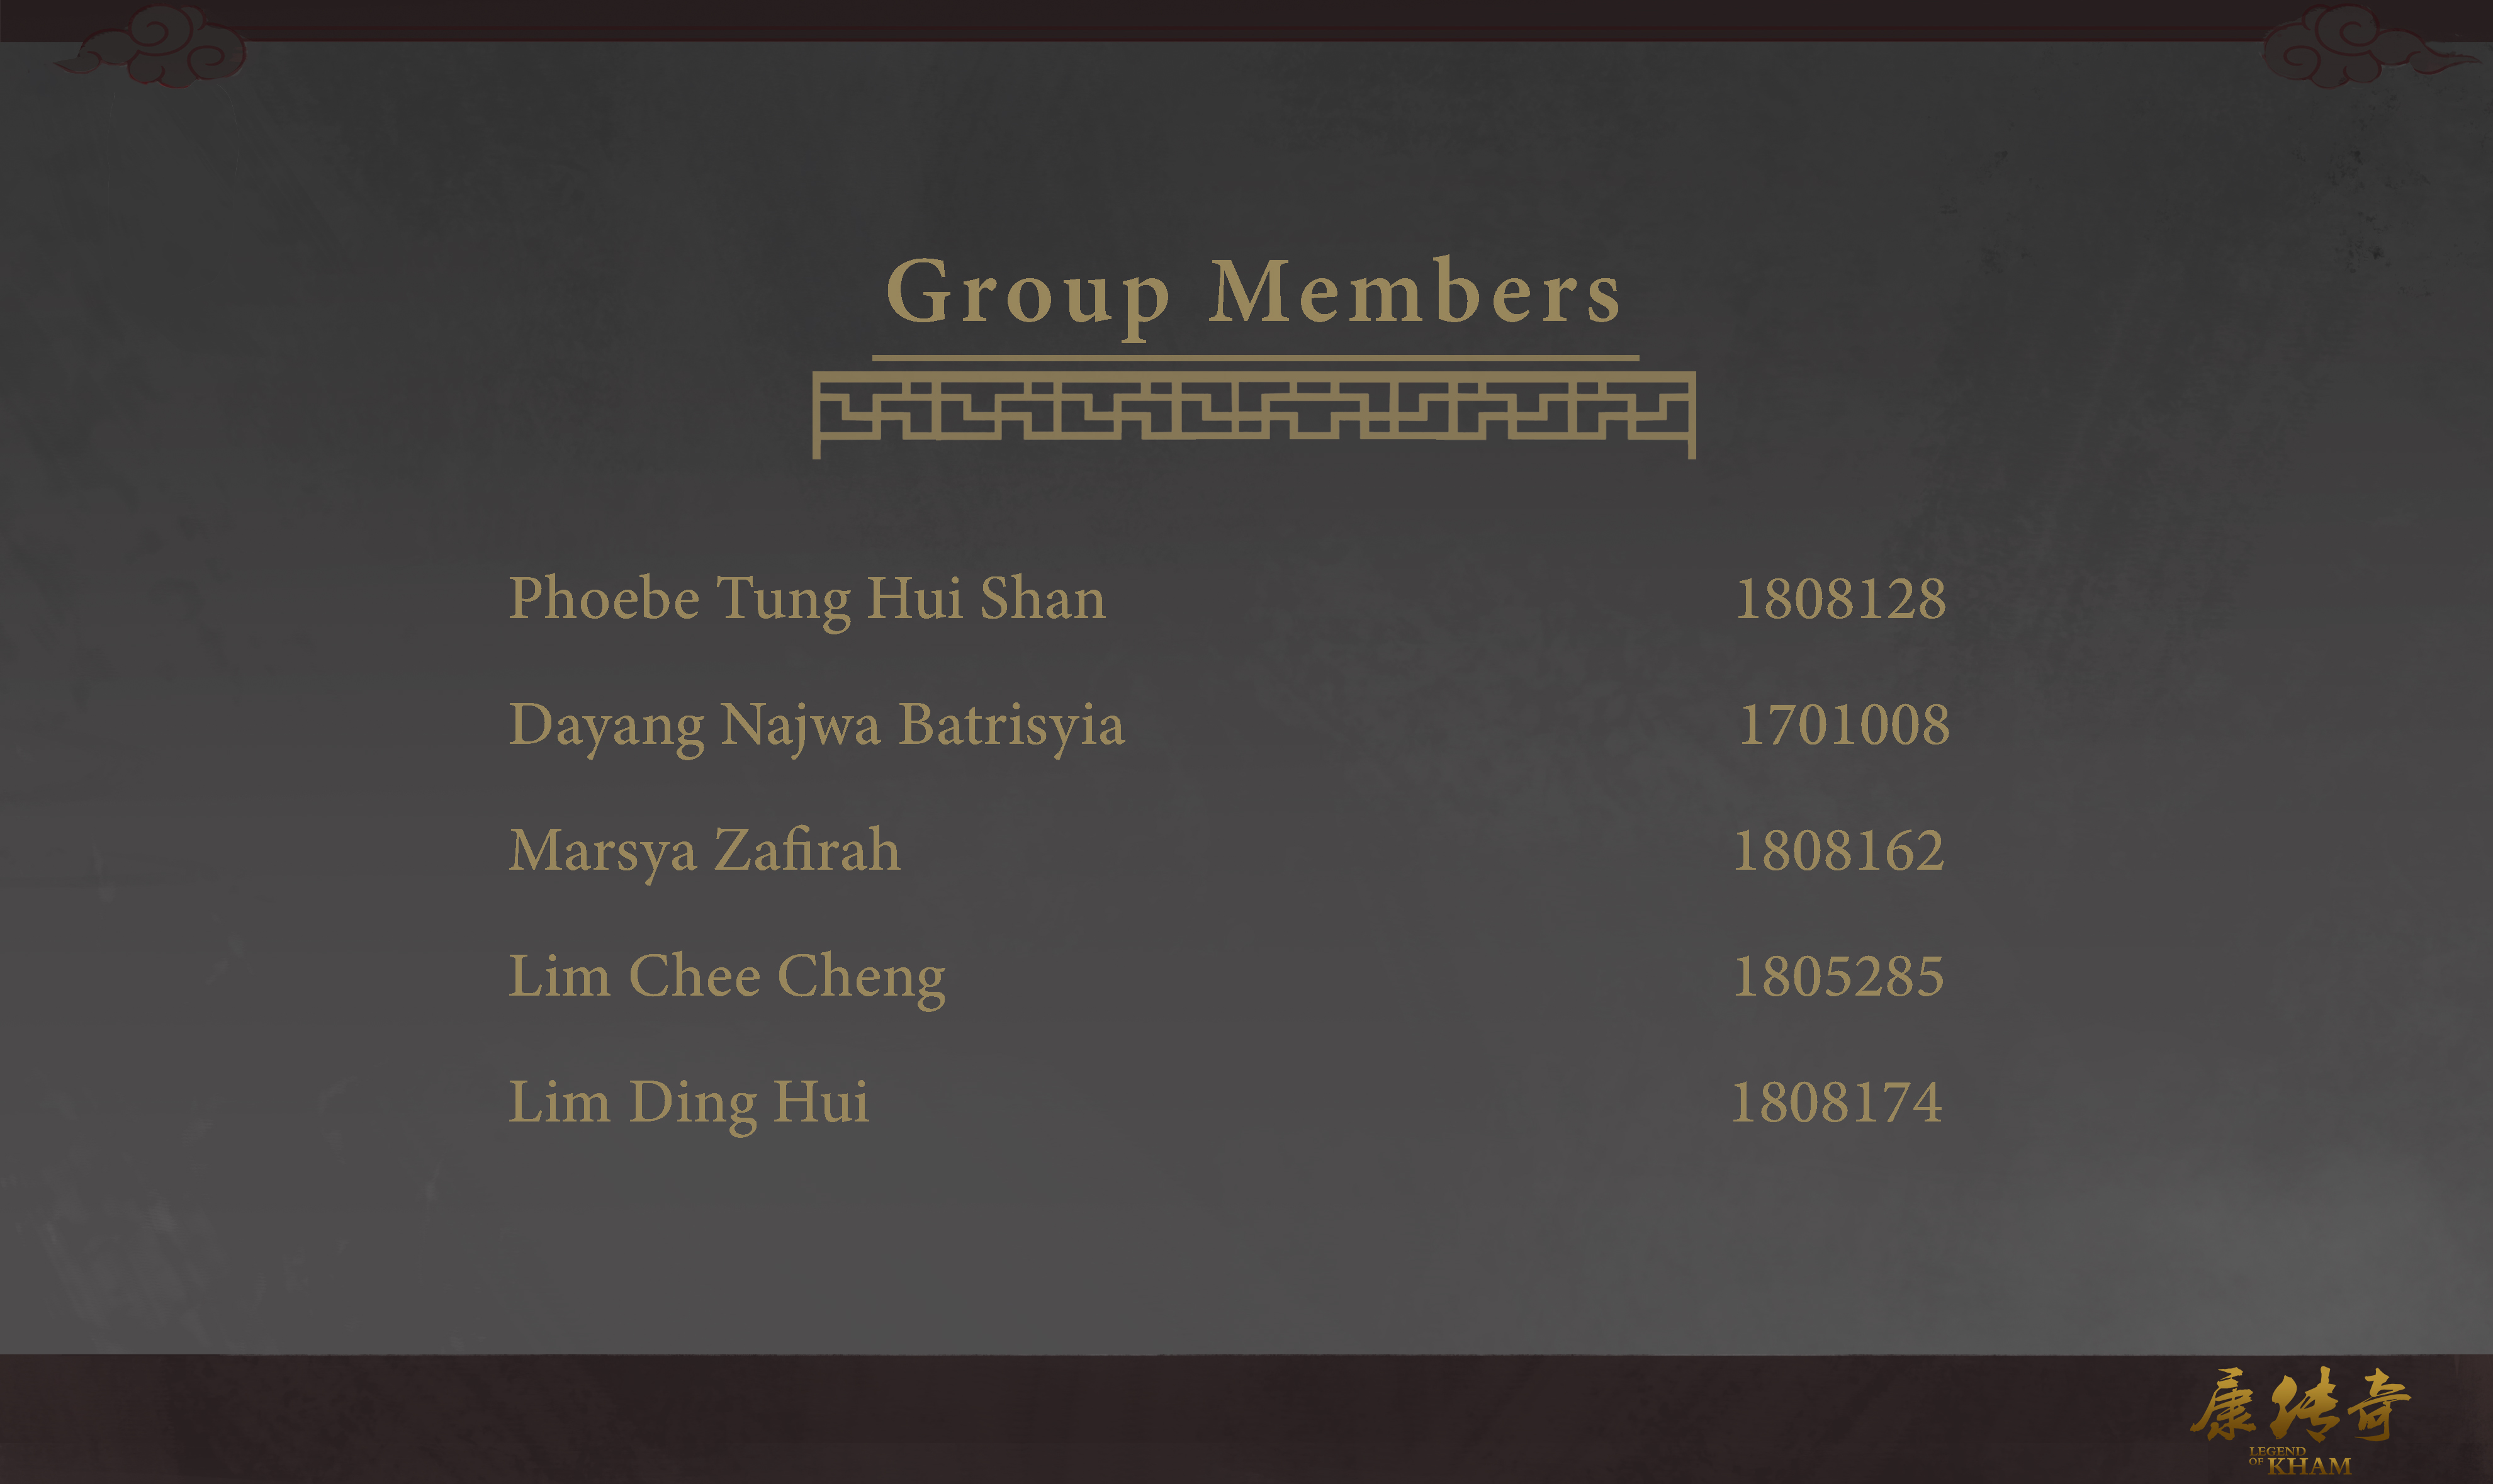 Group Members
Phoebe Tung Hui Shan 1808128
Dayang Najwa Batrisyia 1701008
Marsya Zafirah 1808162
Lim Chee Cheng 1805285
Lim Ding Hui 1808174
康传奇
LEGEND
OF KHAM